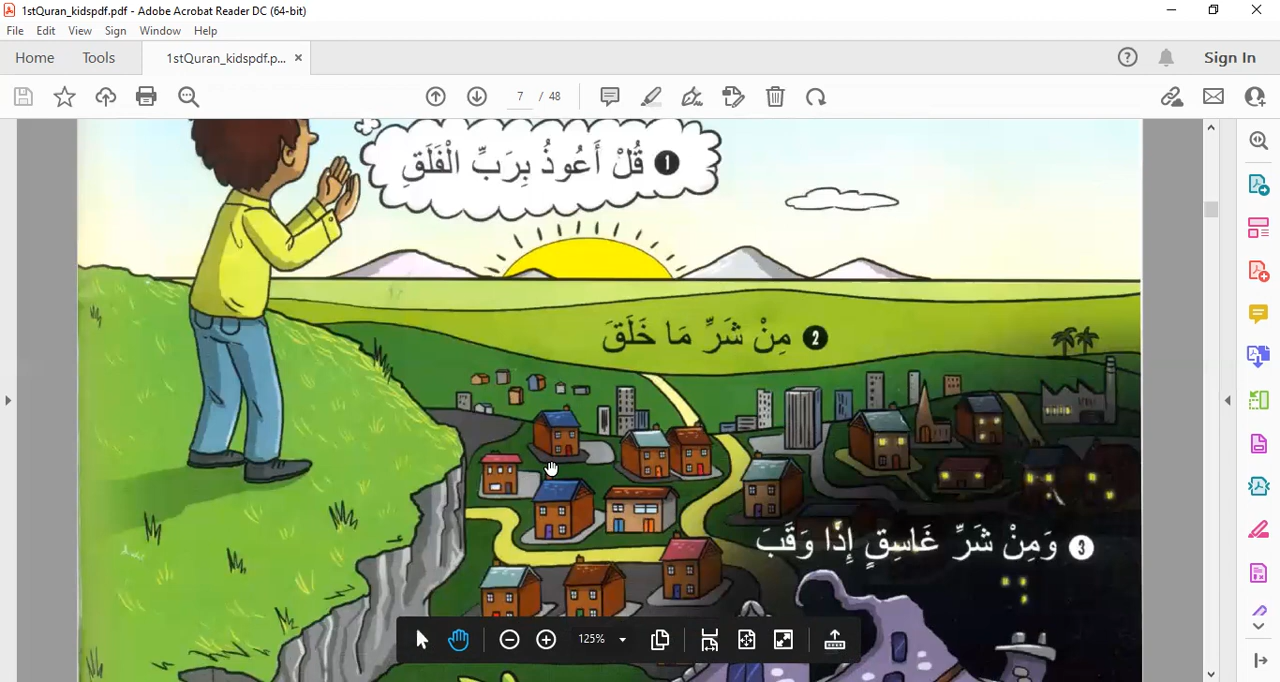 1stQuran_kidspdf.pdf - Adobe Acrobat Reader DC (64-bit)
File Edit View Sign Window Help
Home Tools 1stQuran_kidspdf.p... × Sign In
7 / 48
1 قُلْ أَعُوذُ بِرَبِّ الْفَلَقِ
2 مِنْ شَرِّ مَا خَلَقَ
3 وَمِنْ شَرِّ غَاسِقٍ إِذَا وَقَبَ
125%